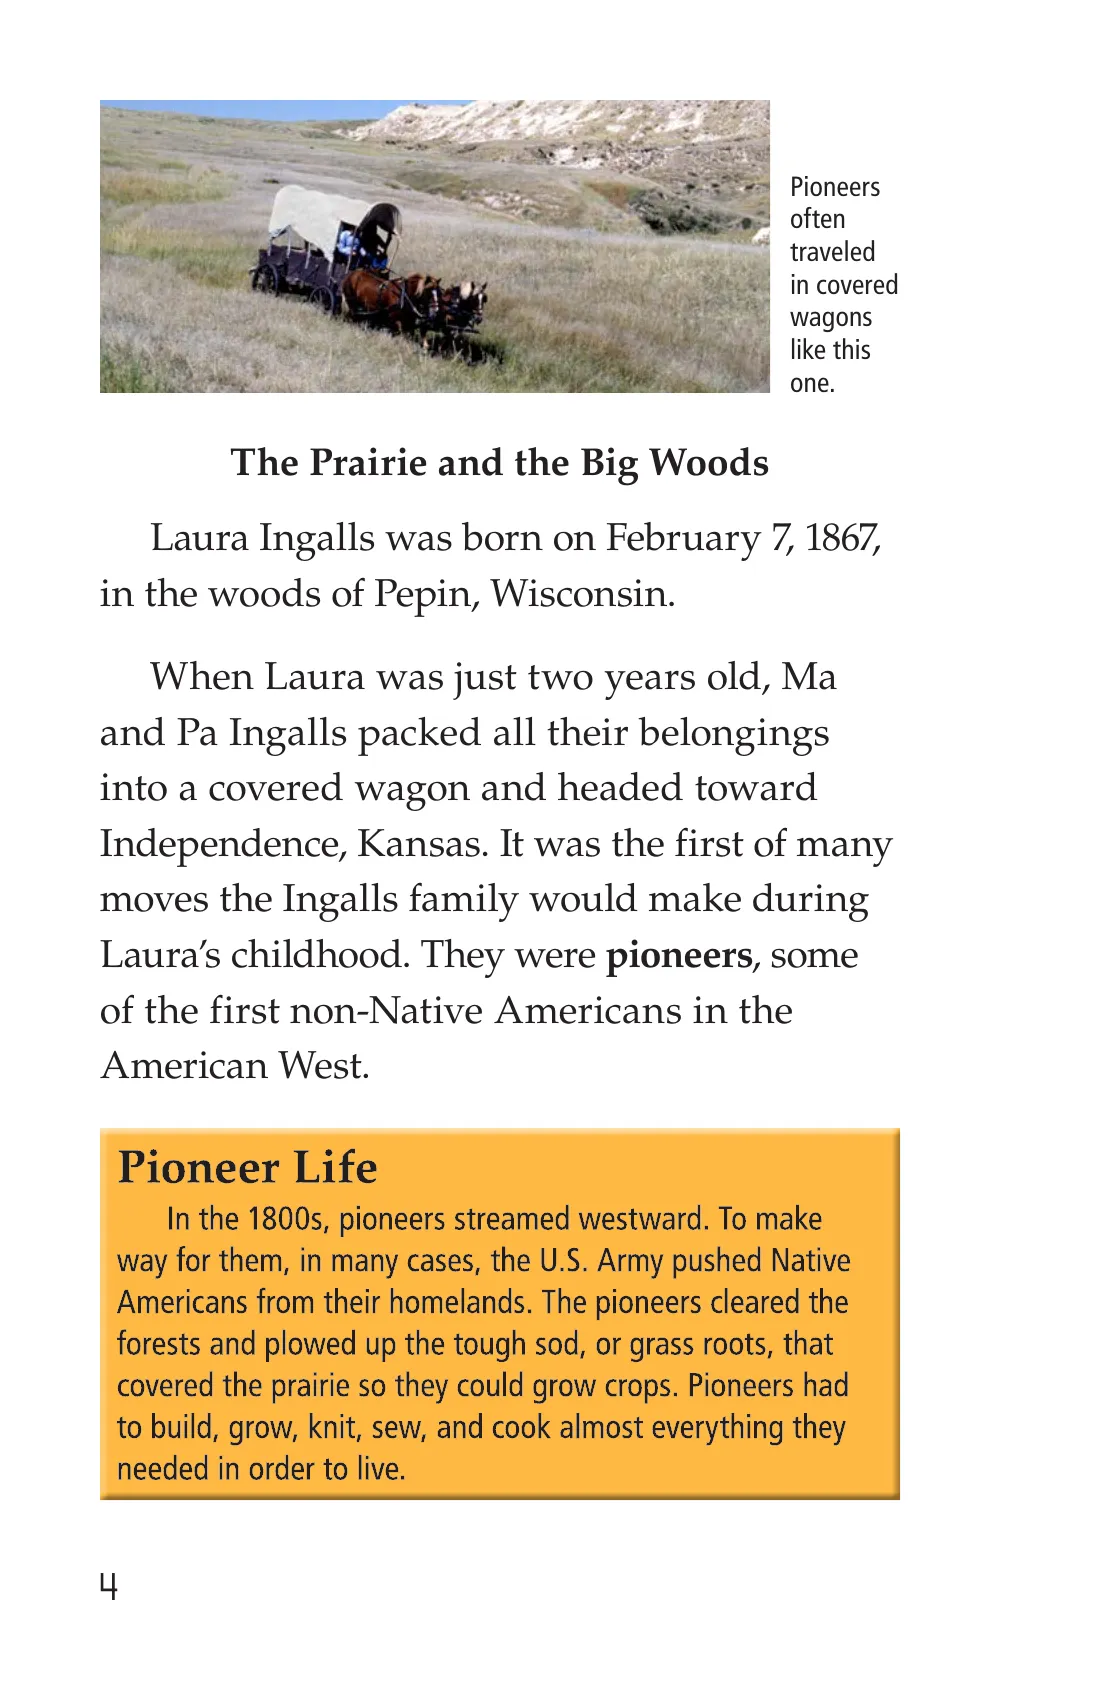 Pioneers
often
traveled
in covered
wagons
like this
one.
The Prairie and the Big Woods
Laura Ingalls was born on February 7, 1867,
in the woods of Pepin, Wisconsin.
When Laura was just two years old, Ma
and Pa Ingalls packed all their belongings
into a covered wagon and headed toward
Independence, Kansas. It was the first of many
moves the Ingalls family would make during
Laura’s childhood. They were pioneers, some
of the first non-Native Americans in the
American West.
Pioneer Life
In the 1800s, pioneers streamed westward. To make
way for them, in many cases, the U.S. Army pushed Native
Americans from their homelands. The pioneers cleared the
forests and plowed up the tough sod, or grass roots, that
covered the prairie so they could grow crops. Pioneers had
to build, grow, knit, sew, and cook almost everything they
needed in order to live.
4